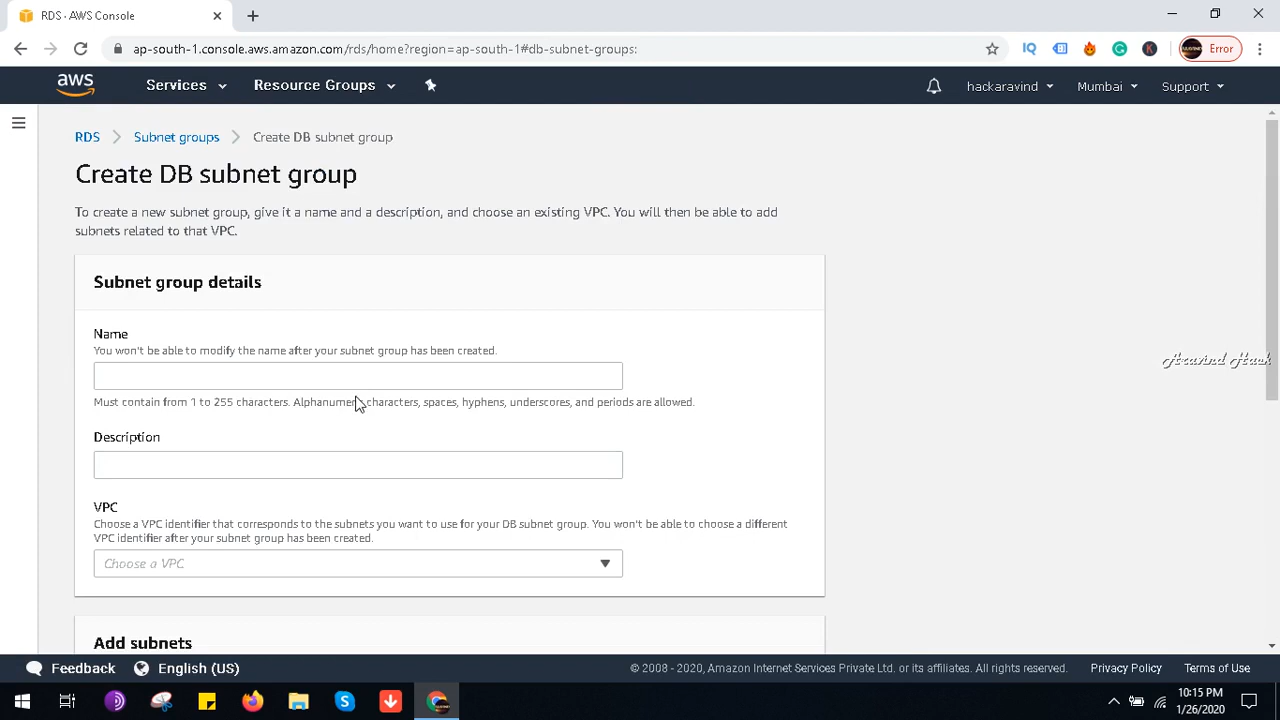 RDS · AWS Console
ap-south-1.console.aws.amazon.com/rds/home?region=ap-south-1#db-subnet-groups:
IQ
K
Error
aws
Services
Resource Groups
hackaravind
Mumbai
Support
RDS
Subnet groups
Create DB subnet group
Create DB subnet group
To create a new subnet group, give it a name and a description, and choose an existing VPC. You will then be able to add
subnets related to that VPC.
Subnet group details
Name
You won't be able to modify the name after your subnet group has been created.
Aravind Hack
Must contain from 1 to 255 characters. Alphanumeric characters, spaces, hyphens, underscores, and periods are allowed.
Description
VPC
Choose a VPC identifier that corresponds to the subnets you want to use for your DB subnet group. You won't be able to choose a different
VPC identifier after your subnet group has been created.
Choose a VPC
Add subnets
Feedback
English (US)
© 2008 - 2020, Amazon Internet Services Private Ltd. or its affiliates. All rights reserved.
Privacy Policy
Terms of Use
10:15 PM
1/26/2020